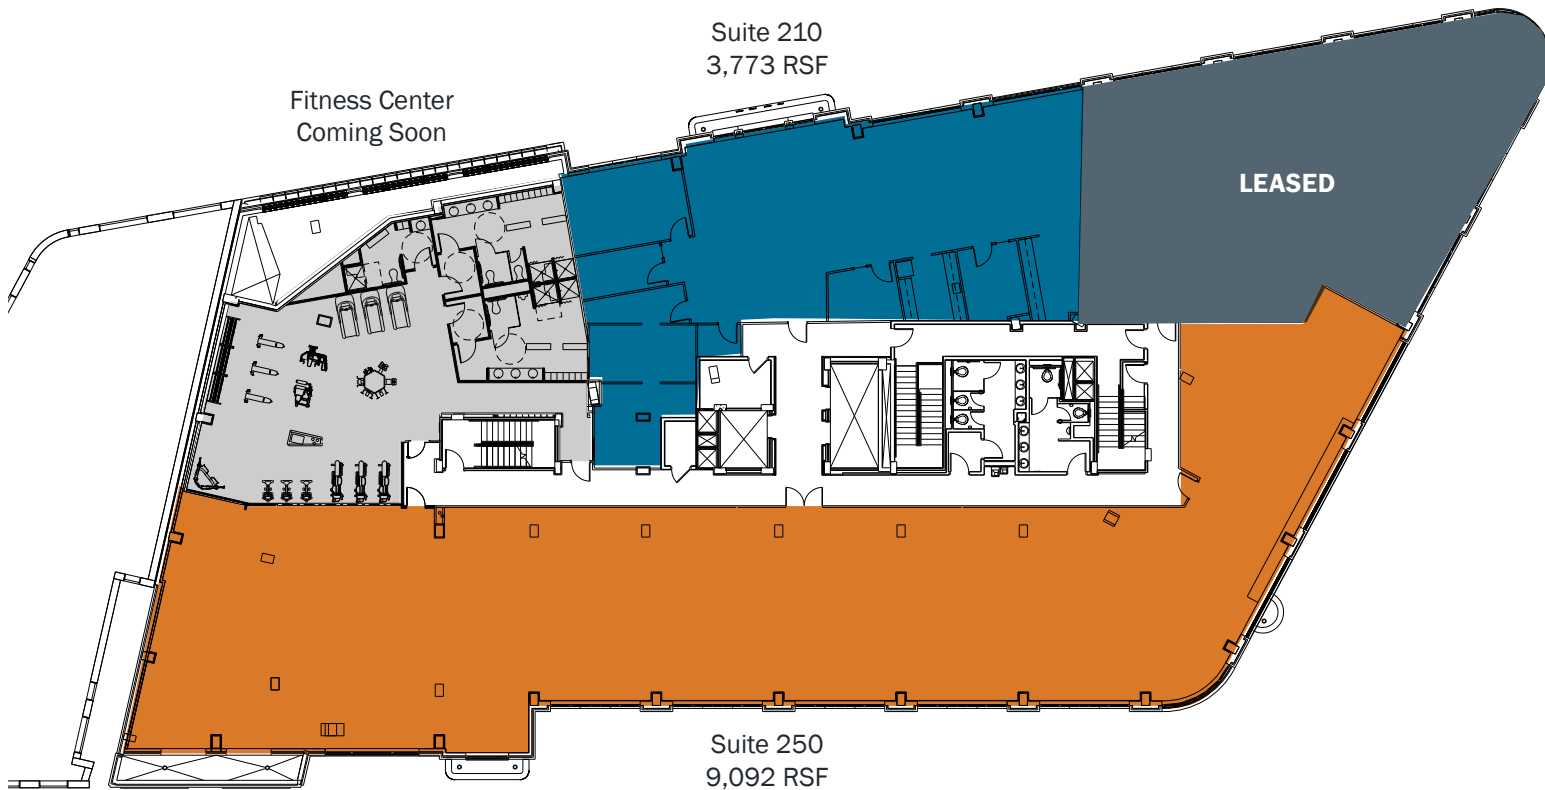 Suite 210
3,773 RSF
Fitness Center
Coming Soon
LEASED
Suite 250
9,092 RSF